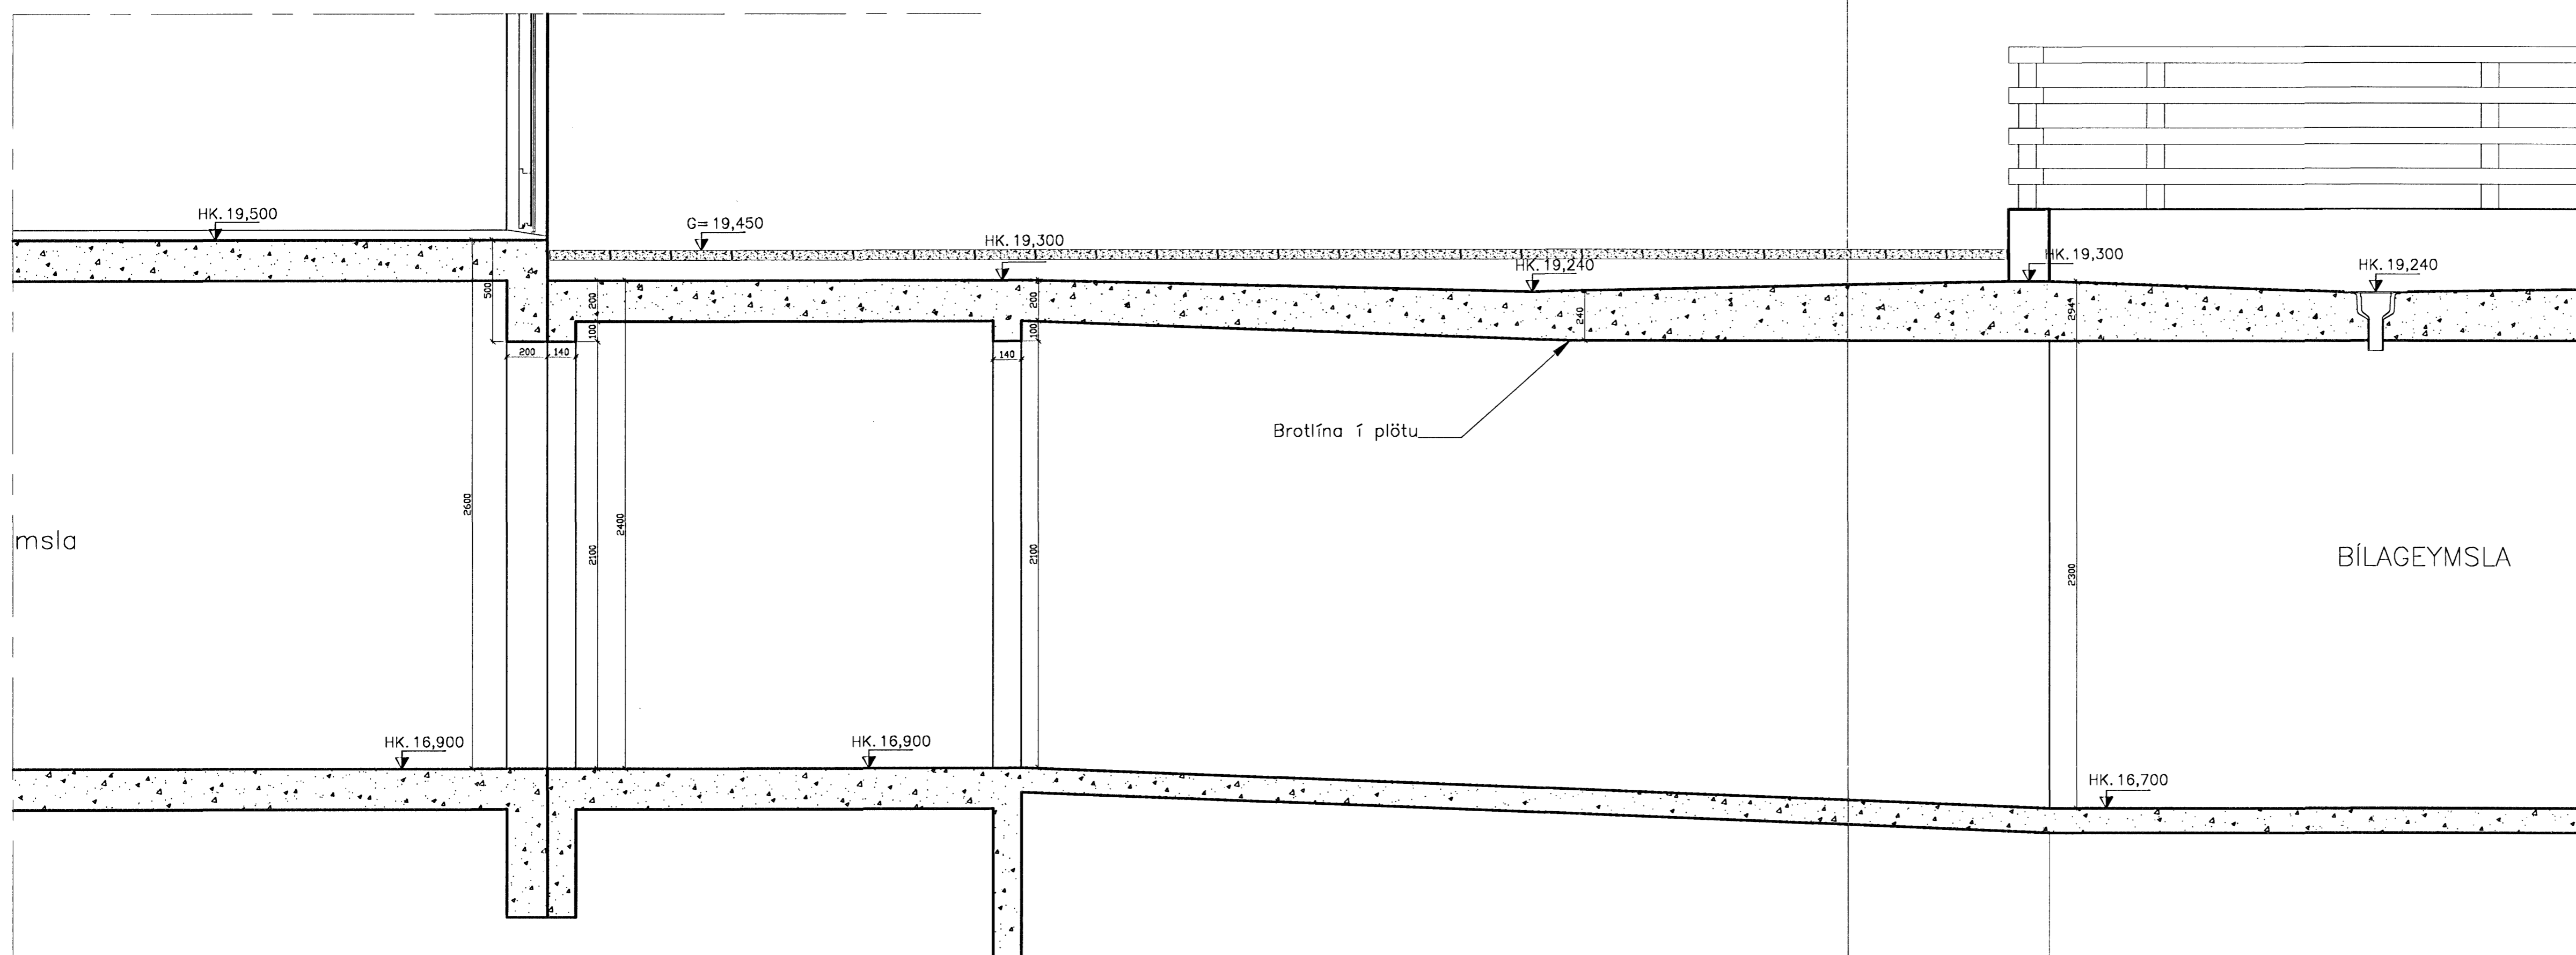 HK. 19,500
G= 19,450
HK. 19,300
HK. 19,240
HK. 19,300
HK. 19,240
500
200
100
200
100
240
200
140
140
Brotlína í plötu
2600
2100
2400
2100
2300
msla
BÍLAGEYMSLA
HK. 16,900
HK. 16,900
HK. 16,700